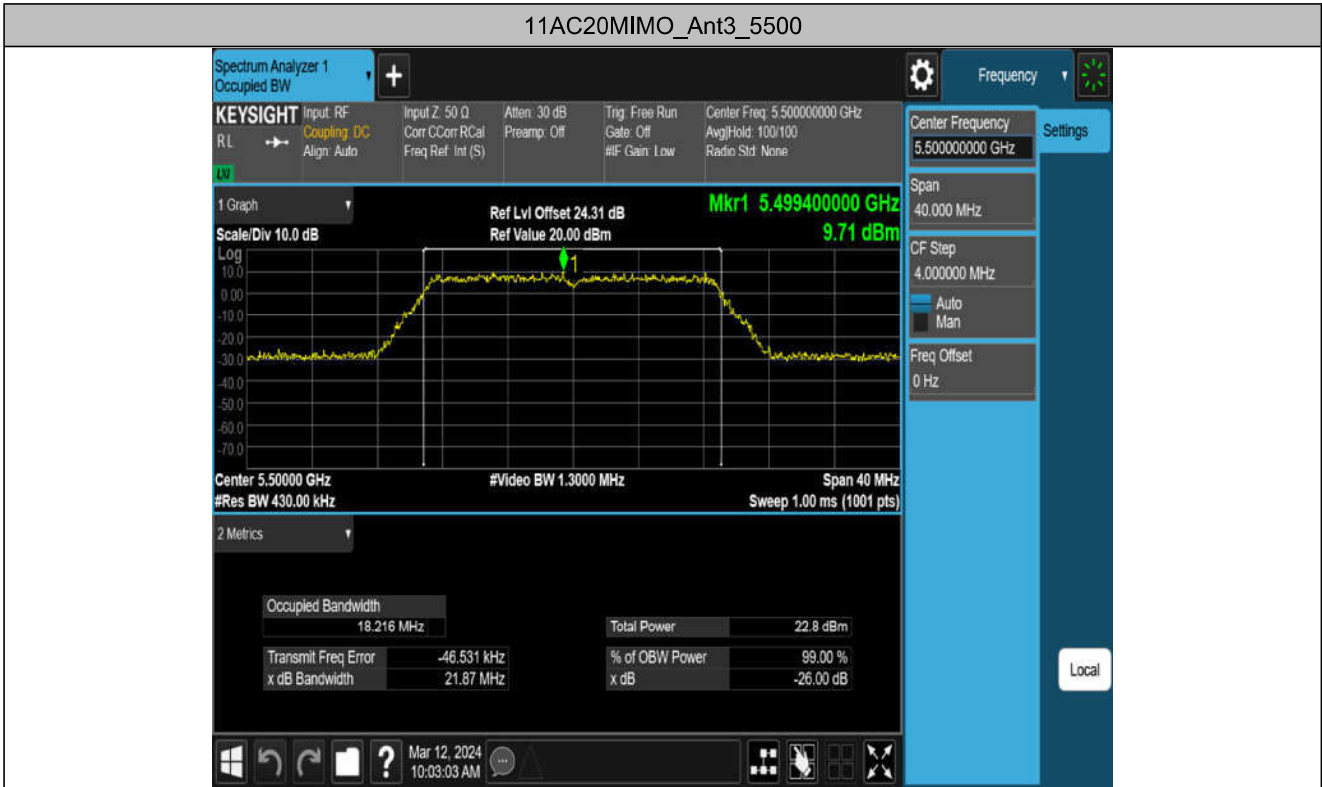 11AC20MIMO_Ant3_5500
Spectrum Analyzer 1
Occupied BW
+
Frequency
KEYSIGHT
R L
LXI
Input: RF
Coupling: DC
Align: Auto
Input Z: 50 Ω
Corr CCorr RCal
Freq Ref: Int (S)
Atten: 30 dB
Preamp: Off
Trig: Free Run
Gate: Off
#IF Gain: Low
Center Freq: 5.500000000 GHz
Avg|Hold: 100/100
Radio Std: None
Center Frequency
5.500000000 GHz
Settings
Span
40.000 MHz
CF Step
4.000000 MHz
Auto
Man
Freq Offset
0 Hz
Local
1 Graph
Scale/Div 10.0 dB
Ref Lvl Offset 24.31 dB
Ref Value 20.00 dBm
Mkr1 5.499400000 GHz
9.71 dBm
Log
1
10.0
0.00
-10.0
-20.0
-30.0
-40.0
-50.0
-60.0
-70.0
Center 5.50000 GHz
#Video BW 1.3000 MHz
Span 40 MHz
#Res BW 430.00 kHz
Sweep 1.00 ms (1001 pts)
2 Metrics
Occupied Bandwidth
18.216 MHz
Total Power 22.8 dBm
Transmit Freq Error -46.531 kHz
% of OBW Power 99.00 %
x dB Bandwidth 21.87 MHz
x dB -26.00 dB
?
Mar 12, 2024
10:03:03 AM